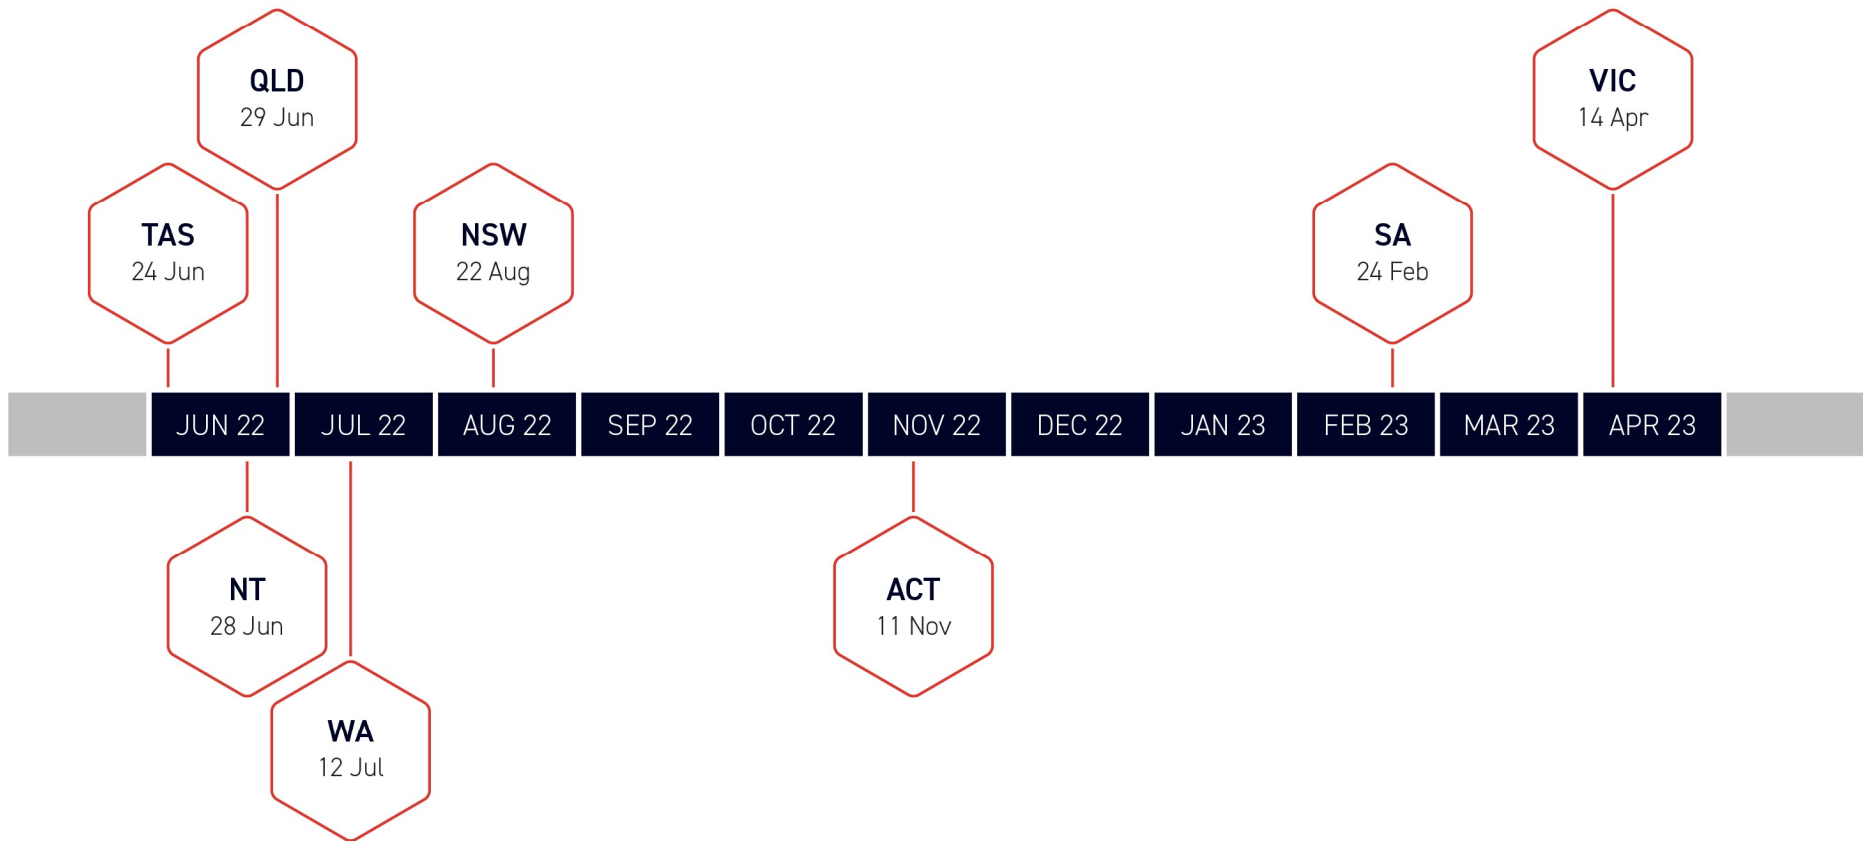 QLD
29 Jun
VIC
14 Apr
TAS
24 Jun
NSW
22 Aug
SA
24 Feb
JUN 22
JUL 22
AUG 22
SEP 22
OCT 22
NOV 22
DEC 22
JAN 23
FEB 23
MAR 23
APR 23
NT
28 Jun
ACT
11 Nov
WA
12 Jul